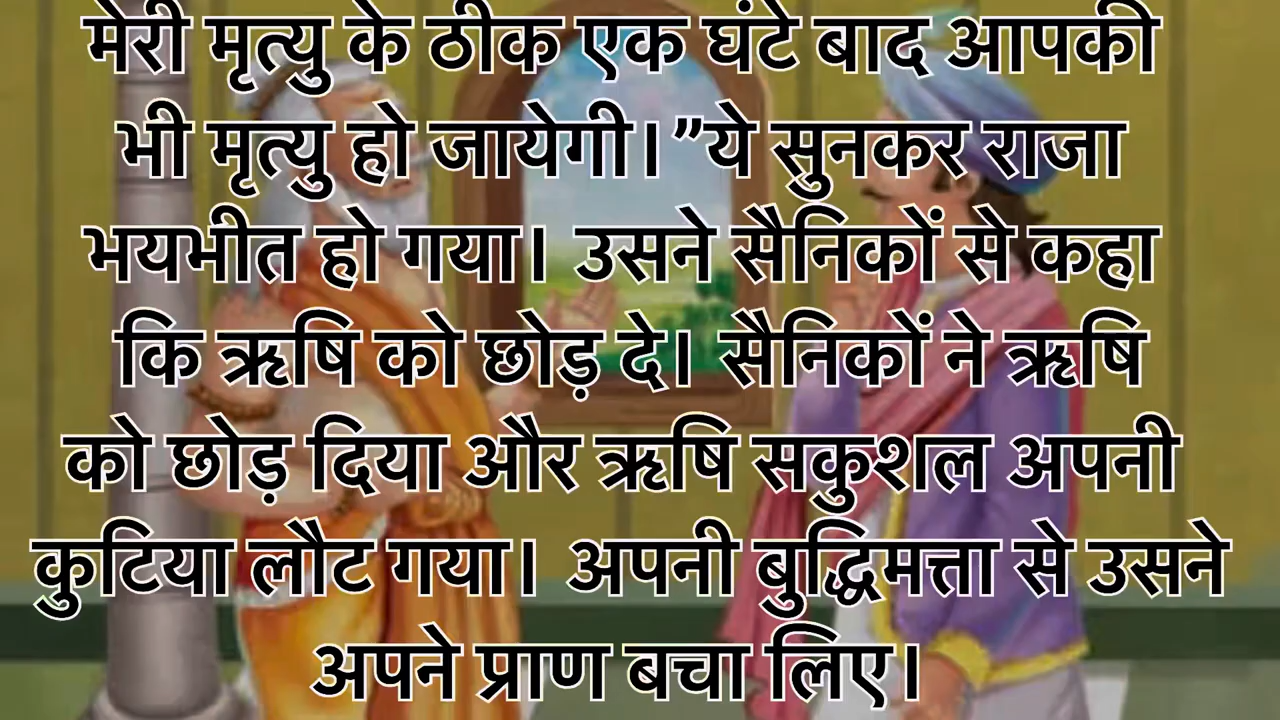 मेरी मृत्यु के ठीक एक घंटे बाद आपकी
भी मृत्यु हो जायेगी।”ये सुनकर राजा
भयभीत हो गया। उसने सैनिकों से कहा
कि ऋषि को छोड़ दे। सैनिकों ने ऋषि
को छोड़ दिया और ऋषि सकुशल अपनी
कुटिया लौट गया। अपनी बुद्धिमत्ता से उसने
अपने प्राण बचा लिए।